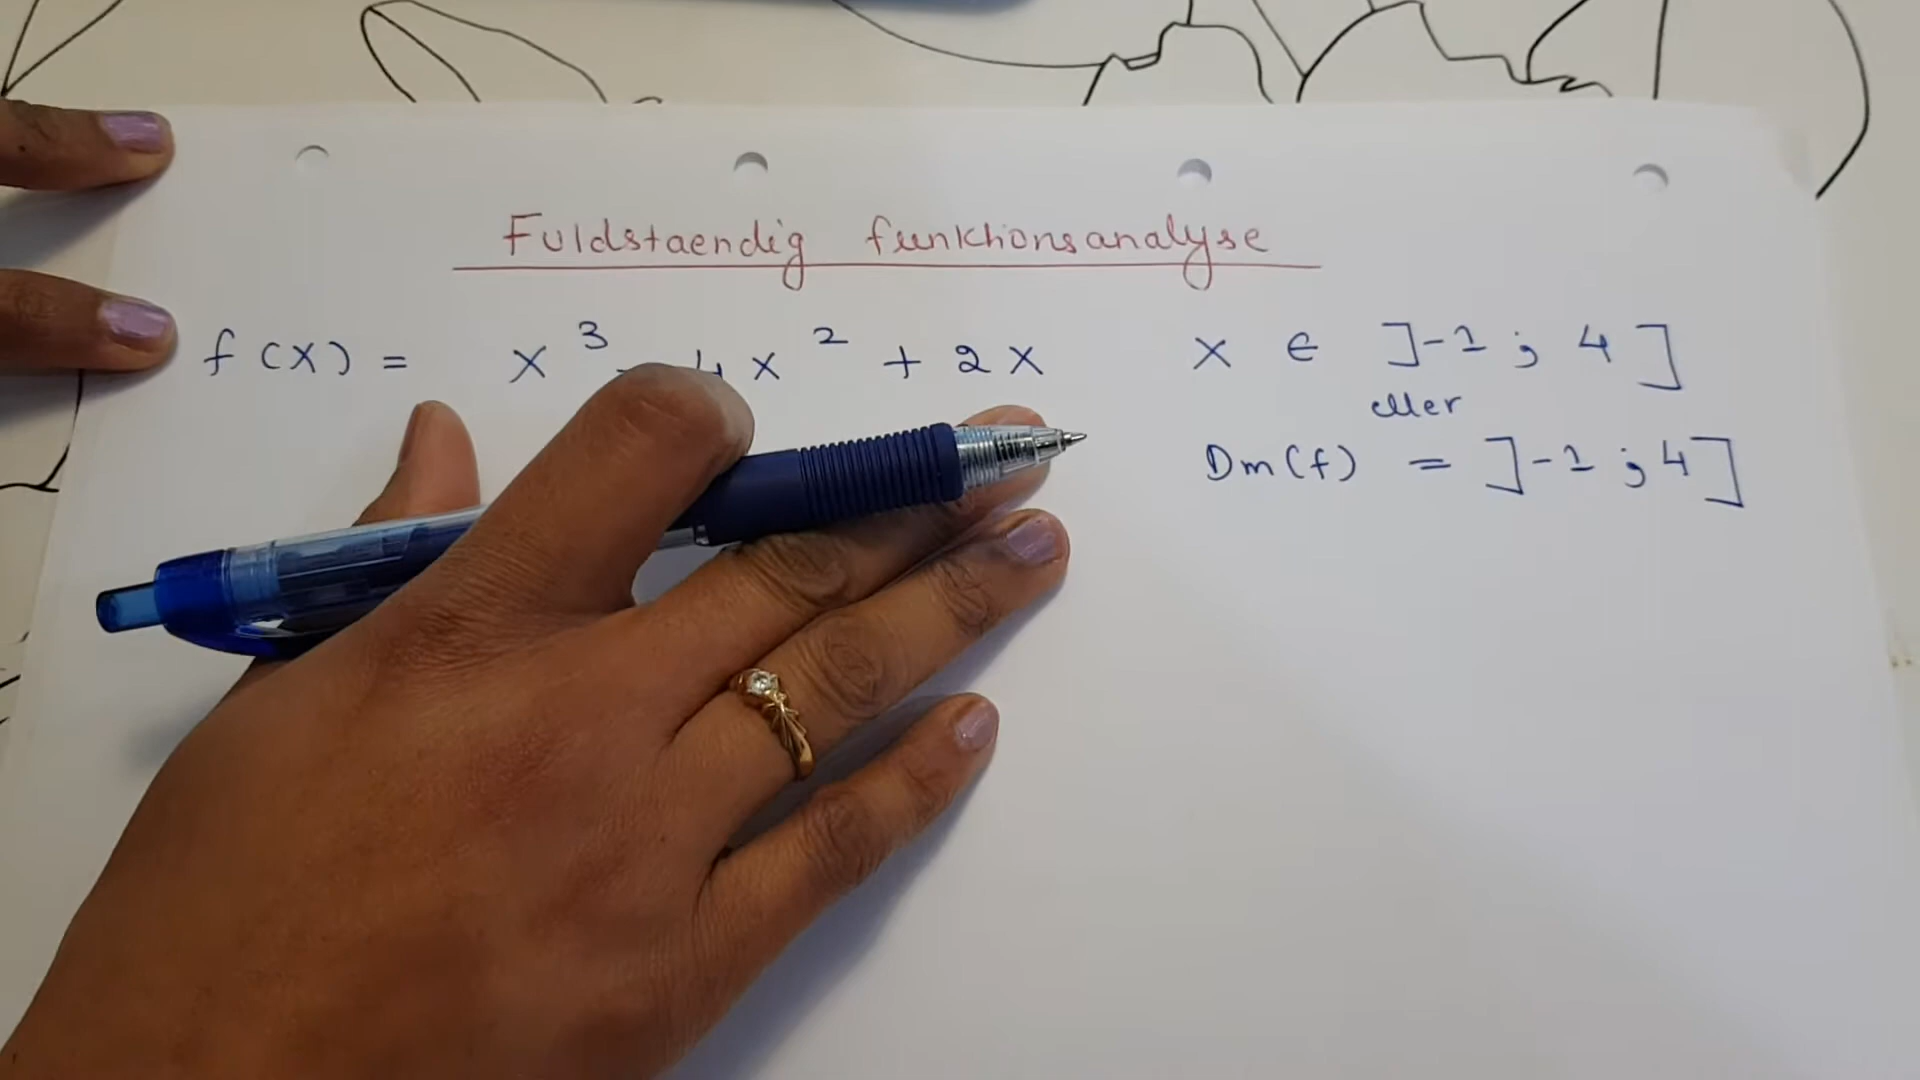 Fuldstaendig funktionsanalyse
f(x) = x³ - 4x² + 2x
x ∈ ]-1 ; 4]
eller
Dm(f) = ]-1 ; 4]